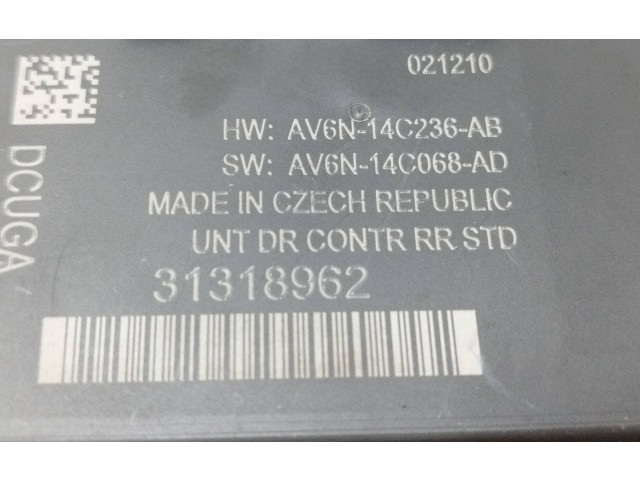 021210
HW: AV6N-14C236-AB
SW: AV6N-14C068-AD
MADE IN CZECH REPUBLIC
UNT DR CONTR RR STD
31318962
DCUGA